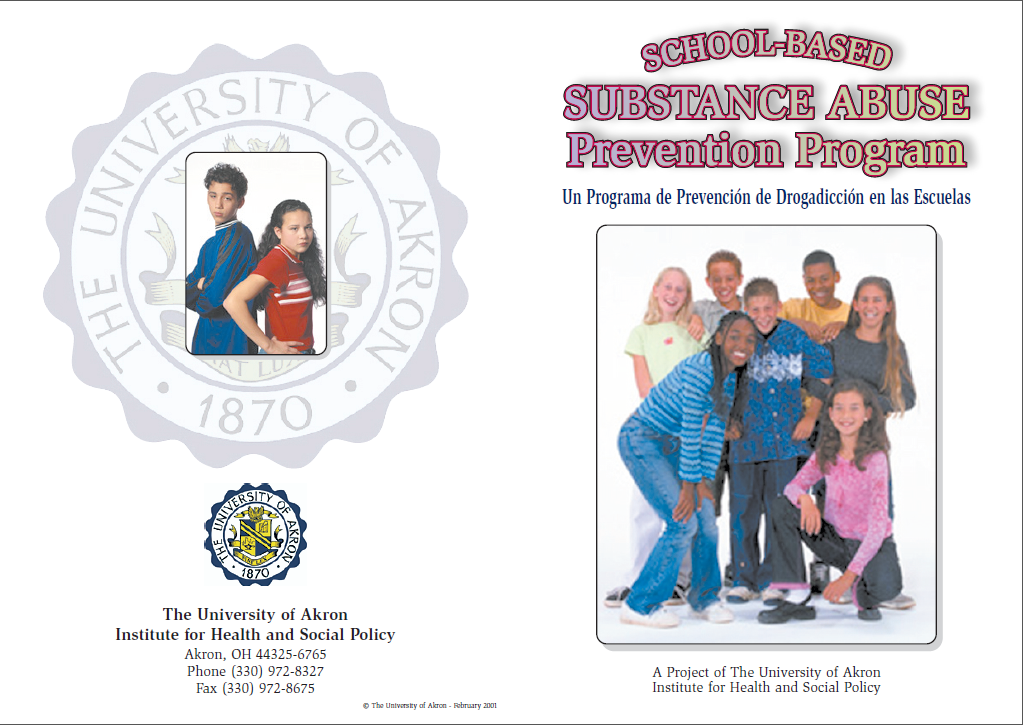 THE UNIVERSITY OF AKRON
AT LUX
• 1870 •
THE UNIVERSITY OF AKRON
• 1870 •
The University of Akron
Institute for Health and Social Policy
Akron, OH 44325-6765
Phone (330) 972-8327
Fax (330) 972-8675
© The University of Akron - February 2001
SCHOOL-BASED
SUBSTANCE ABUSE
Prevention Program
Un Programa de Prevención de Drogadicción en las Escuelas
A Project of The University of Akron
Institute for Health and Social Policy